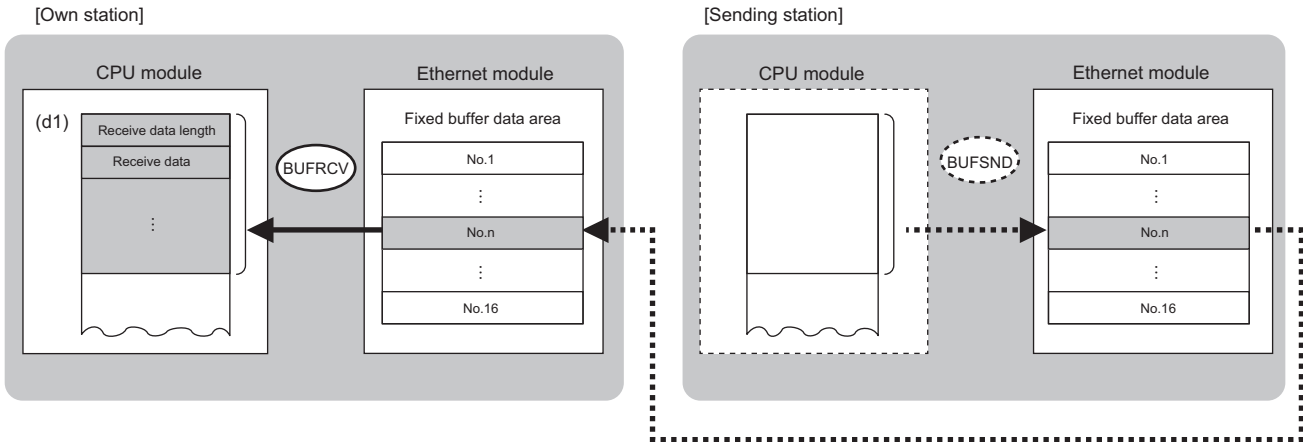 [Own station]
CPU module
(d1)
Receive data length
Receive data
⋮
BUFRCV
Ethernet module
Fixed buffer data area
No.1
⋮
No.n
⋮
No.16
[Sending station]
CPU module
BUFSND
Ethernet module
Fixed buffer data area
No.1
⋮
No.n
⋮
No.16